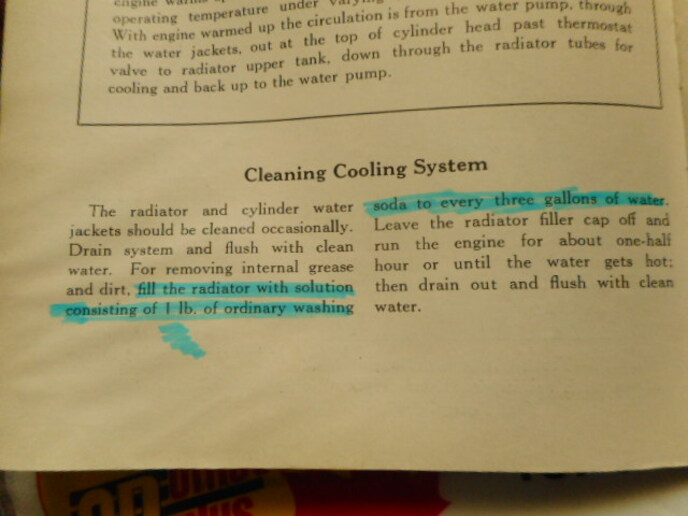 engine
operating temperature under varying
With engine warmed up the circulation is from the water pump, through
the water jackets, out at the top of cylinder head past thermostat
valve to radiator upper tank, down through the radiator tubes for
cooling and back up to the water pump.
Cleaning Cooling System
The radiator and cylinder water
jackets should be cleaned occasionally.
Drain system and flush with clean
water. For removing internal grease
and dirt, fill the radiator with solution
consisting of 1 lb. of ordinary washing
soda to every three gallons of water.
Leave the radiator filler cap off and
run the engine for about one-half
hour or until the water gets hot;
then drain out and flush with clean
water.